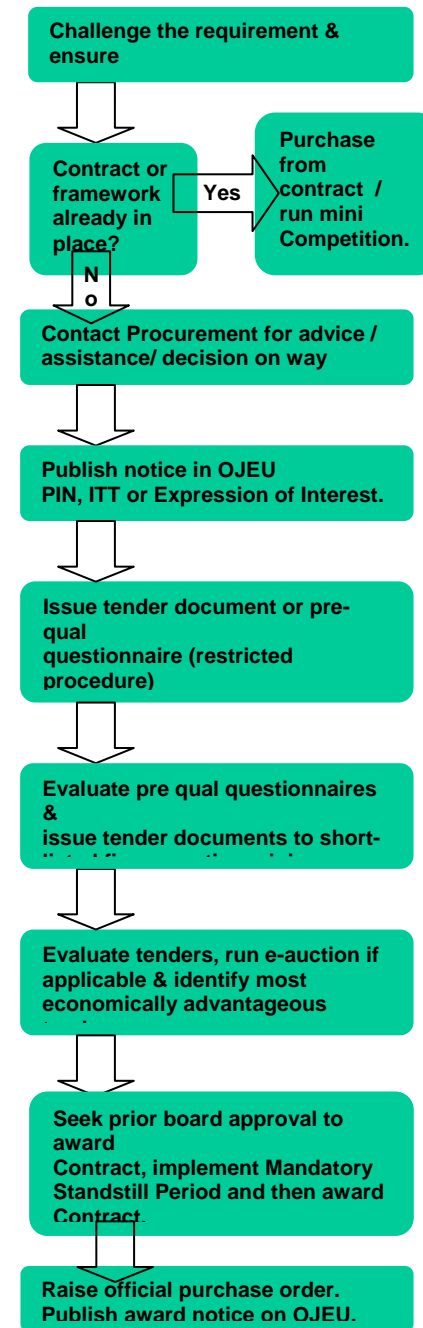 Challenge the requirement &
ensure
Contract or
framework
already in
place?
Yes
Purchase
from
contract /
run mini
Competition.
N
o
Contact Procurement for advice /
assistance/ decision on way
Publish notice in OJEU
PIN, ITT or Expression of Interest.
Issue tender document or pre-
qual
questionnaire (restricted
procedure)
Evaluate pre qual questionnaires
&
issue tender documents to short-
Evaluate tenders, run e-auction if
applicable & identify most
economically advantageous
Seek prior board approval to
award
Contract, implement Mandatory
Standstill Period and then award
Contract.
Raise official purchase order.
Publish award notice on OJEU.